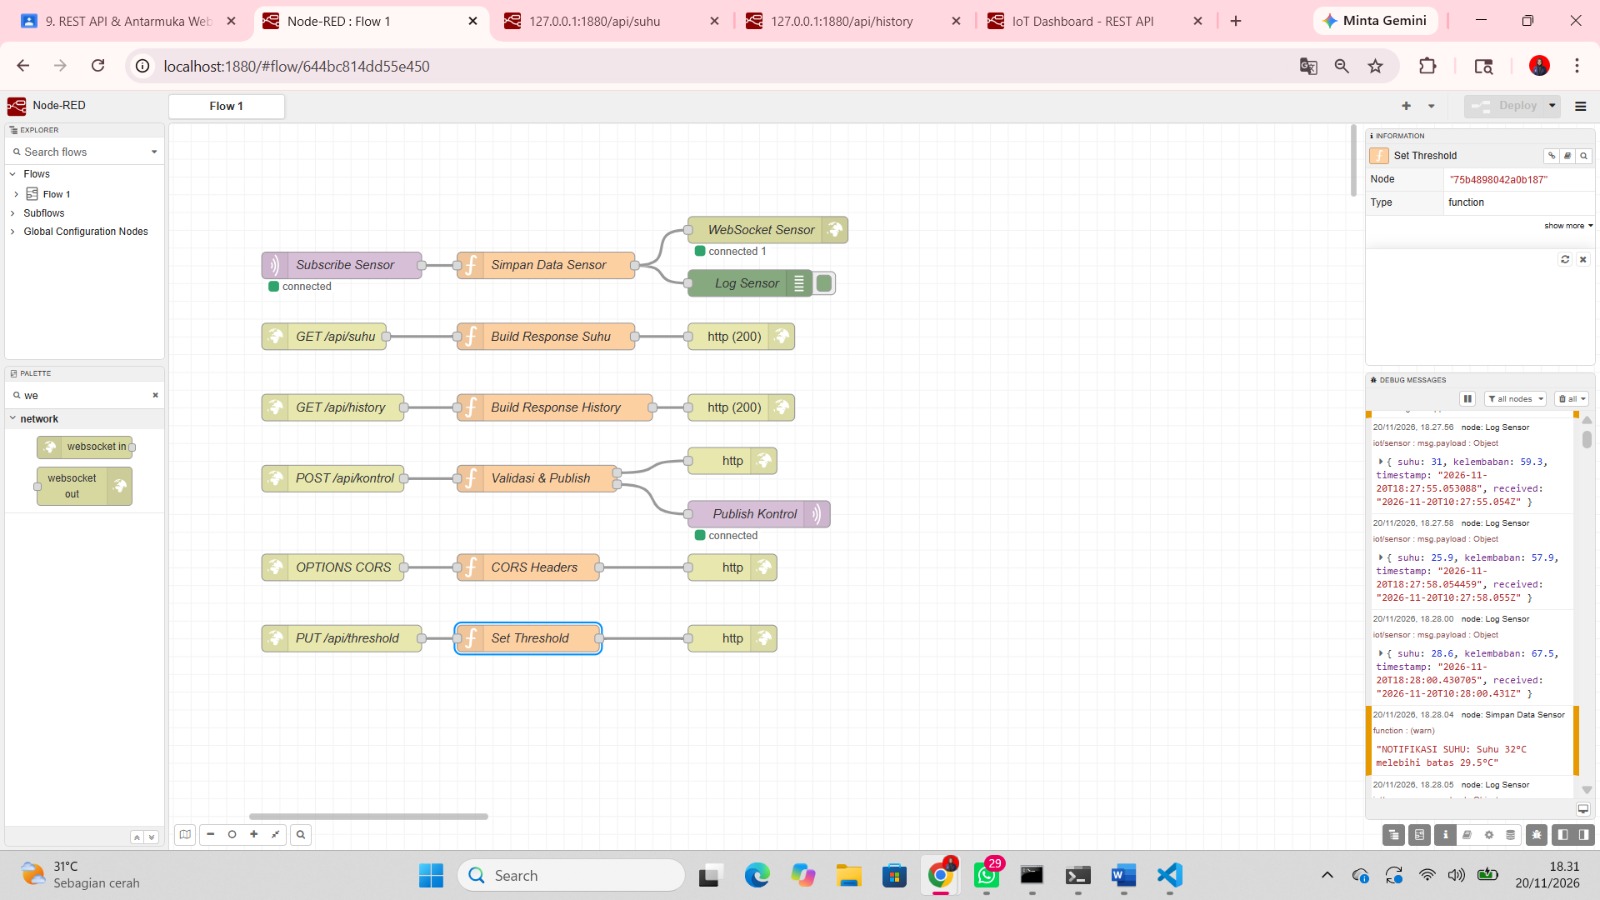 9. REST API & Antarmuka Web
Node-RED : Flow 1
127.0.0.1:1880/api/suhu
127.0.0.1:1880/api/history
IoT Dashboard - REST API
Minta Gemini
localhost:1880/#flow/644bc814dd55e450
Node-RED
Flow 1
Deploy
EXPLORER
Search flows
Flows
Flow 1
Subflows
Global Configuration Nodes
PALETTE
we
network
websocket in
websocket
out
WebSocket Sensor
connected 1
Subscribe Sensor
connected
Simpan Data Sensor
Log Sensor
GET /api/suhu
Build Response Suhu
http (200)
GET /api/history
Build Response History
http (200)
POST /api/kontrol
Validasi & Publish
http
Publish Kontrol
connected
OPTIONS CORS
CORS Headers
http
PUT /api/threshold
Set Threshold
http
INFORMATION
Set Threshold
Node "75b4898042a0b187"
Type function
show more
DEBUG MESSAGES
all nodes
all
20/11/2026, 18.27.56 node: Log Sensor
iot/sensor : msg.payload : Object
{ suhu: 31, kelembaban: 59.3,
timestamp: "2026-11-
20T18:27:55.053088", received:
"2026-11-20T10:27:55.054Z" }
20/11/2026, 18.27.58 node: Log Sensor
iot/sensor : msg.payload : Object
{ suhu: 25.9, kelembaban: 57.9,
timestamp: "2026-11-
20T18:27:58.054459", received:
"2026-11-20T10:27:58.055Z" }
20/11/2026, 18.28.00 node: Log Sensor
iot/sensor : msg.payload : Object
{ suhu: 28.6, kelembaban: 67.5,
timestamp: "2026-11-
20T18:28:00.430705", received:
"2026-11-20T10:28:00.431Z" }
20/11/2026, 18.28.04 node: Simpan Data Sensor
function : (warn)
"NOTIFIKASI SUHU: Suhu 32°C
melebihi batas 29.5°C"
20/11/2026, 18.28.05 node: Log Sensor
31°C
Sebagian cerah
Search
29
18.31
20/11/2026